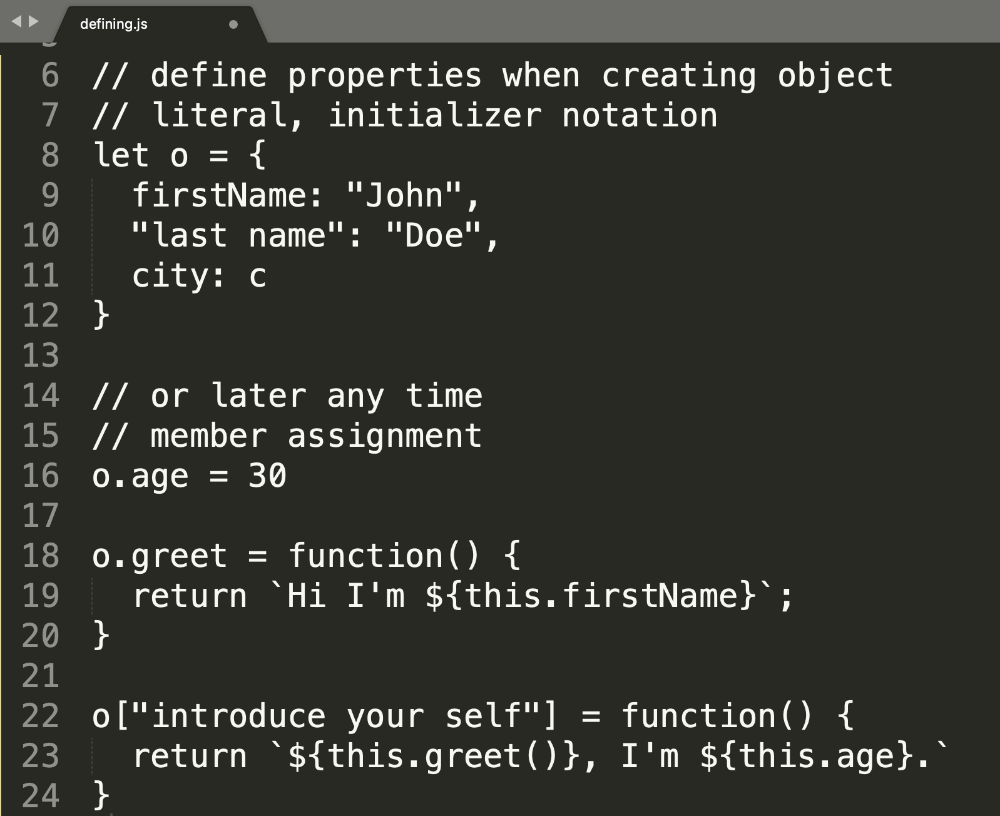 defining.js
6 // define properties when creating object
7 // literal, initializer notation
8 let o = {
9   firstName: "John",
10   "last name": "Doe",
11   city: c
12 }
13
14 // or later any time
15 // member assignment
16 o.age = 30
17
18 o.greet = function() {
19   return `Hi I'm ${this.firstName}`;
20 }
21
22 o["introduce your self"] = function() {
23   return `${this.greet()}, I'm ${this.age}.`
24 }